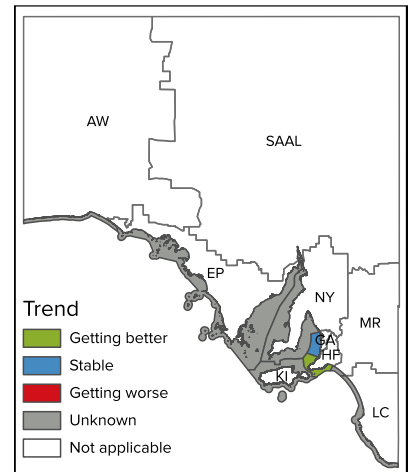 AW
SAAL
EP
NY
MR
GA
HF
KI
LC
Trend
Getting better
Stable
Getting worse
Unknown
Not applicable